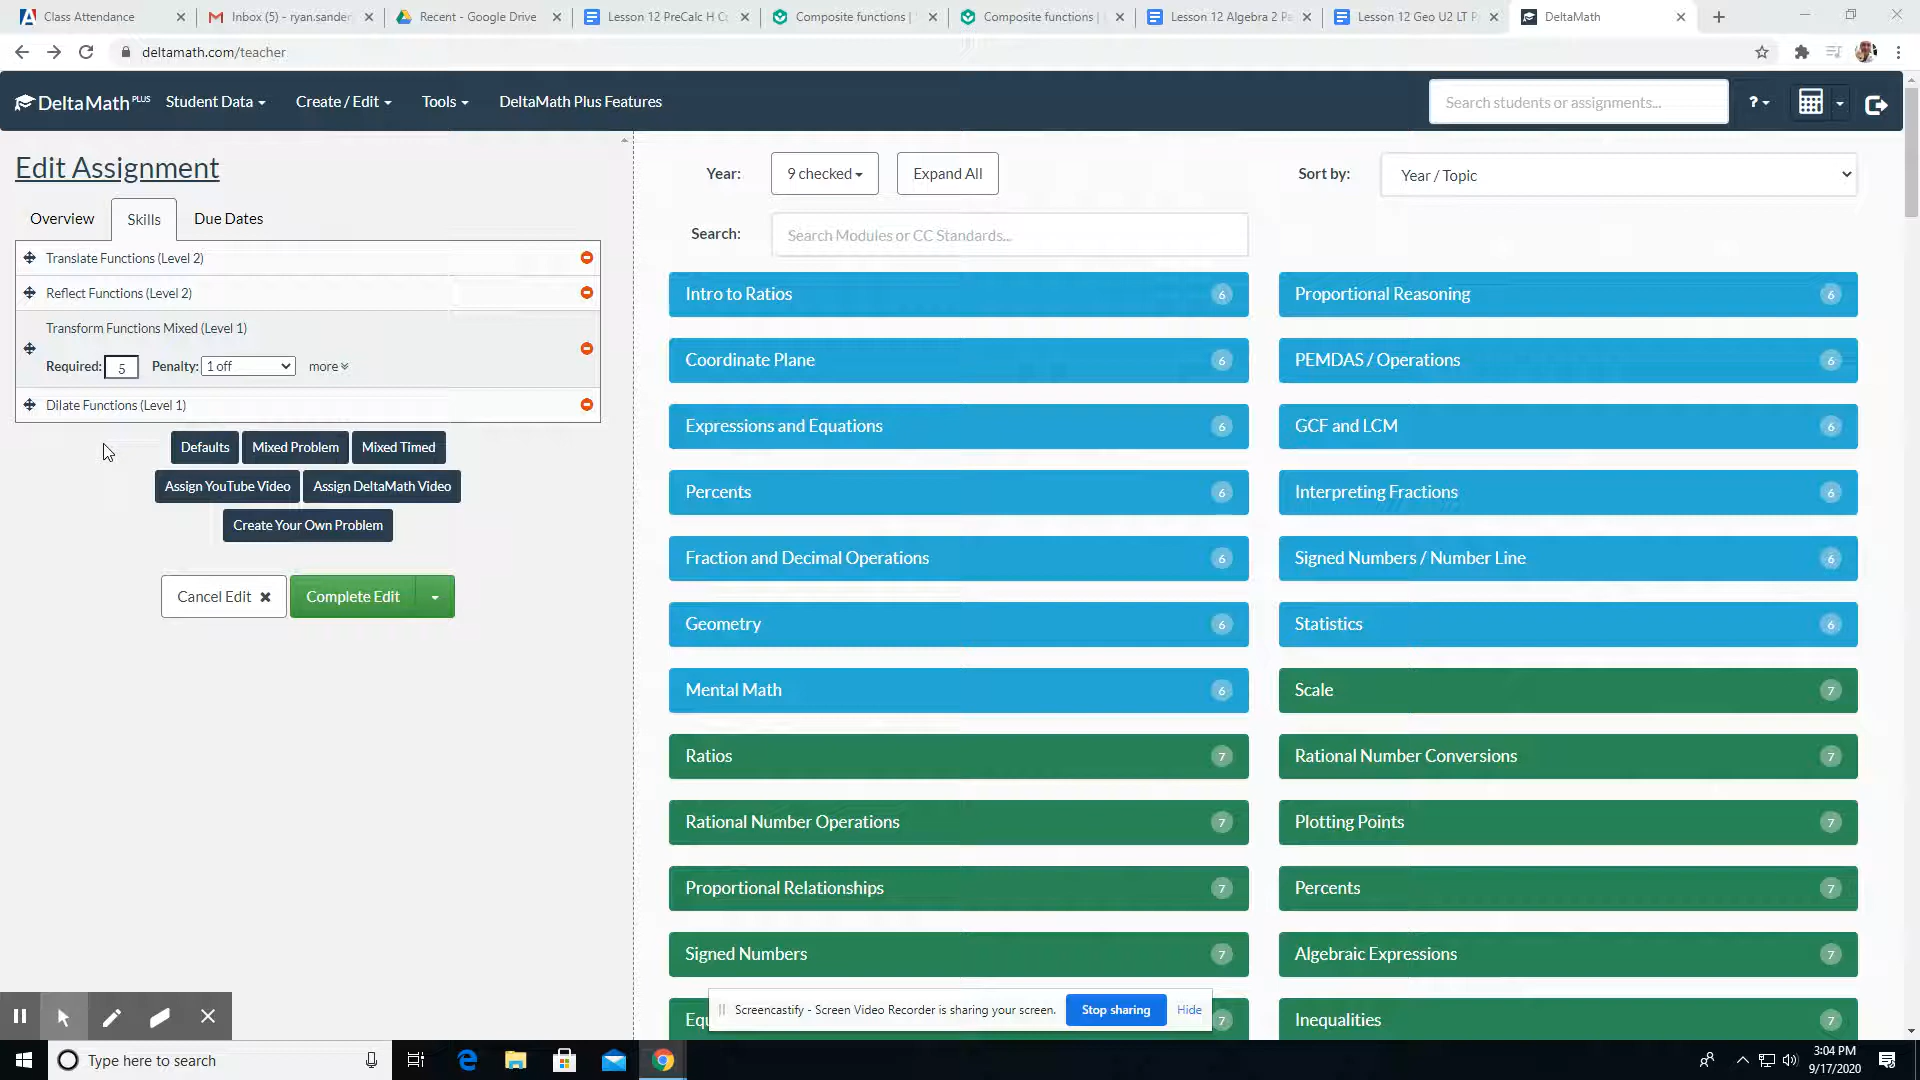 Class Attendance
Inbox (5) - ryan.sander
Recent - Google Drive
Lesson 12 PreCalc H Co
Composite functions |
Composite functions |
Lesson 12 Algebra 2 Pa
Lesson 12 Geo U2 LT P
DeltaMath
deltamath.com/teacher
DeltaMath PLUS
Student Data
Create / Edit
Tools
DeltaMath Plus Features
Search students or assignments...
?
Edit Assignment
Overview
Skills
Due Dates
Translate Functions (Level 2)
Reflect Functions (Level 2)
Transform Functions Mixed (Level 1)
Required: 5 Penalty: 1 off more
Dilate Functions (Level 1)
Defaults
Mixed Problem
Mixed Timed
Assign YouTube Video
Assign DeltaMath Video
Create Your Own Problem
Cancel Edit
Complete Edit
Year: 9 checked Expand All
Sort by: Year / Topic
Search: Search Modules or CC Standards...
Intro to Ratios 6
Proportional Reasoning 6
Coordinate Plane 6
PEMDAS / Operations 6
Expressions and Equations 6
GCF and LCM 6
Percents 6
Interpreting Fractions 6
Fraction and Decimal Operations 6
Signed Numbers / Number Line 6
Geometry 6
Statistics 6
Mental Math 6
Scale 7
Ratios 7
Rational Number Conversions 7
Rational Number Operations 7
Plotting Points 7
Proportional Relationships 7
Percents 7
Signed Numbers 7
Algebraic Expressions 7
Equ
7
Inequalities 7
Screencastify - Screen Video Recorder is sharing your screen.
Stop sharing
Hide
Type here to search
3:04 PM
9/17/2020